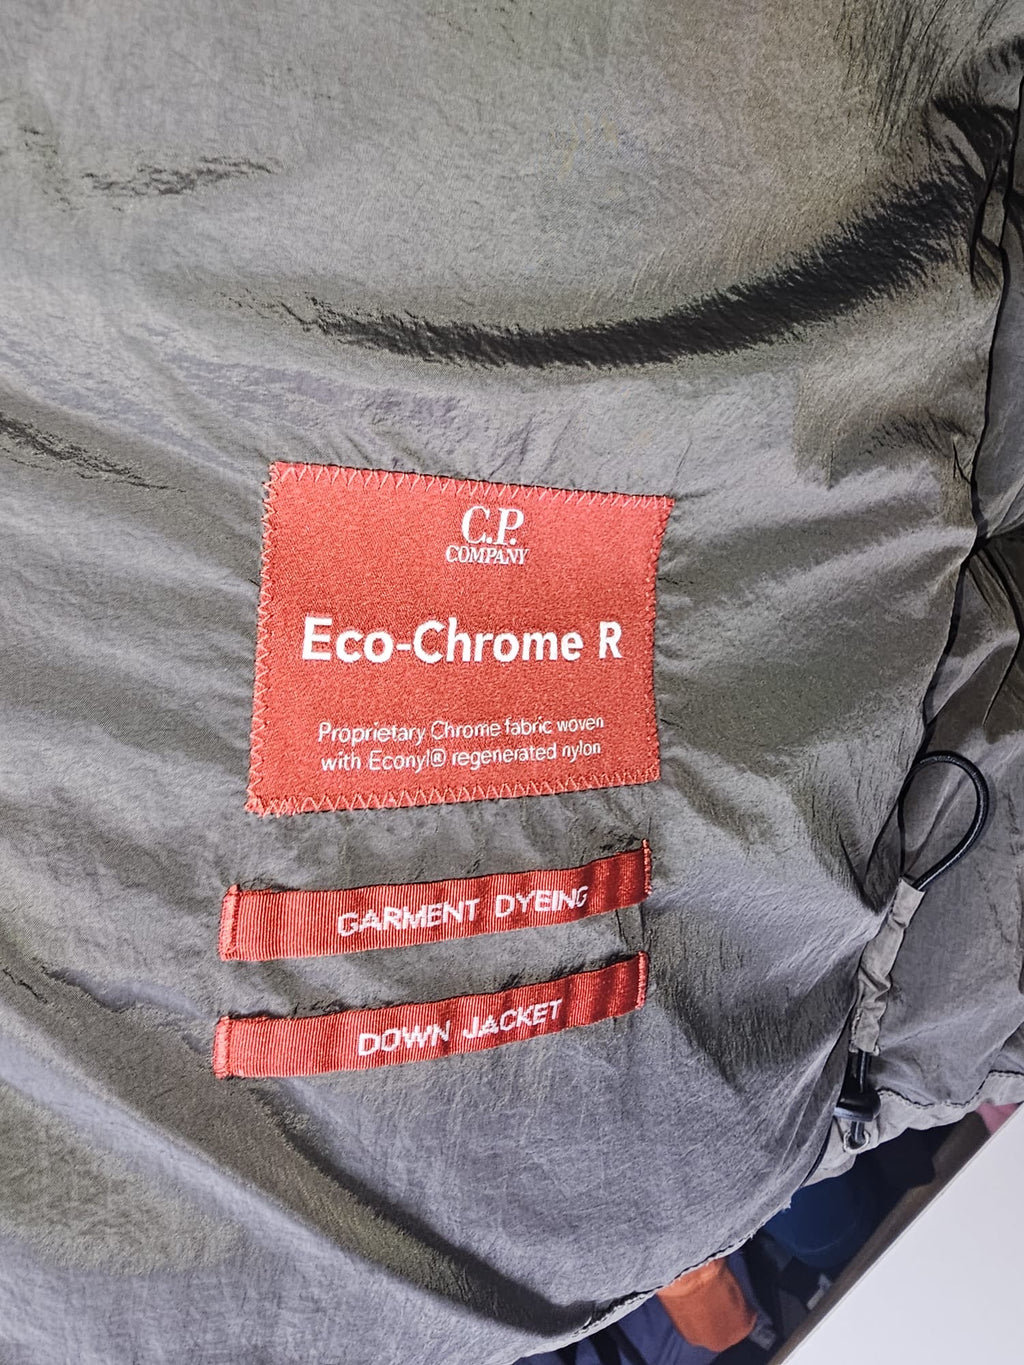 C.P.
COMPANY
Eco-Chrome R
Proprietary Chrome fabric woven
with Econyl® regenerated nylon
GARMENT DYEING
DOWN JACKET